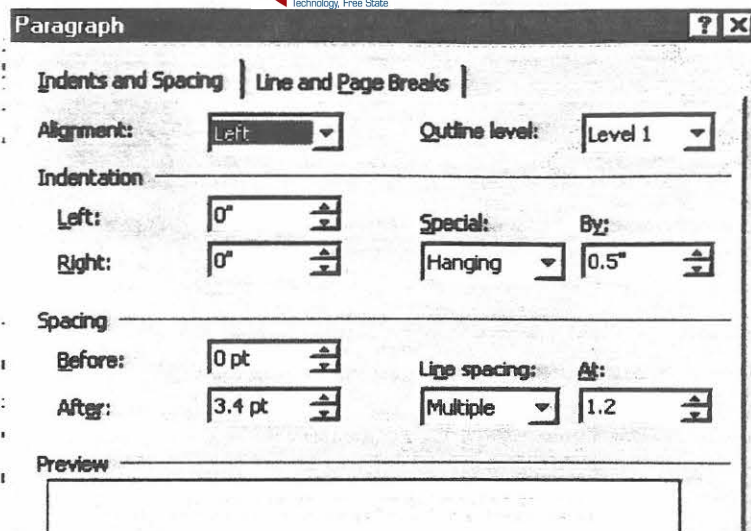 Technology, Free State
Paragraph
Indents and Spacing Line and Page Breaks
Alignment: Left Outline level: Level 1
Indentation
Left: 0" Special: By:
Right: 0" Hanging 0.5"
Spacing
Before: 0 pt Line spacing: At:
After: 3.4 pt Multiple 1.2
Preview